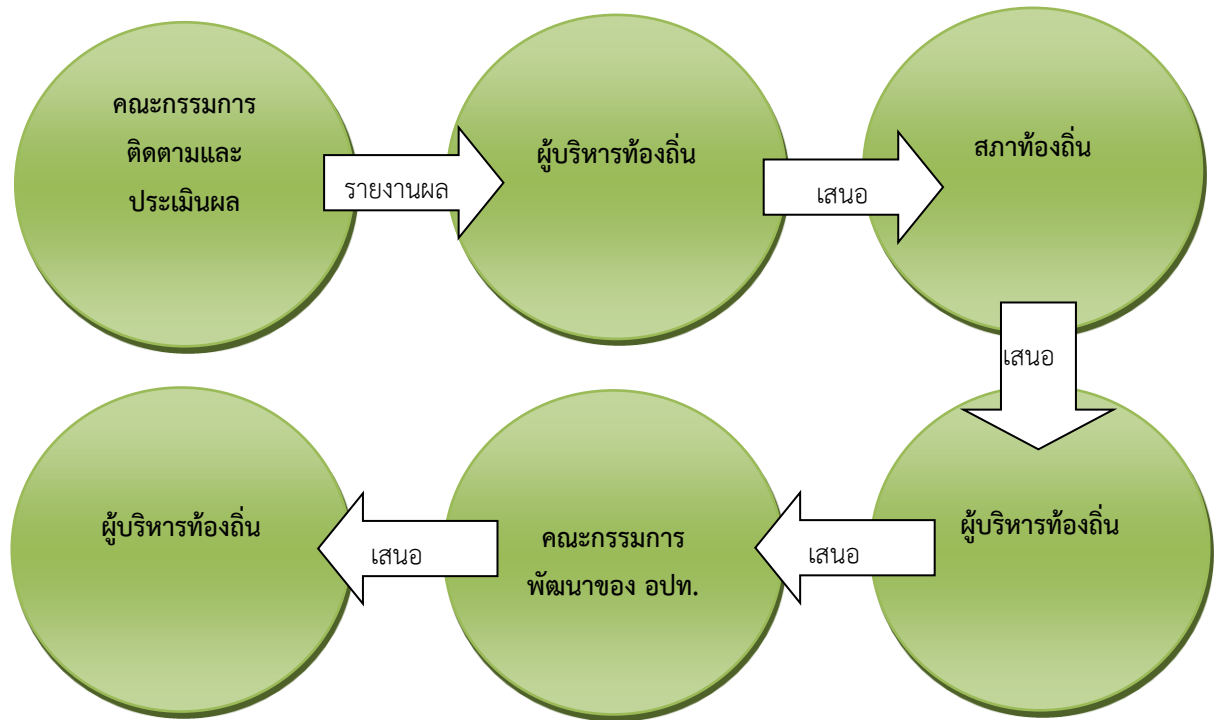 คณะกรรมการ
ติดตามและ
ประเมินผล
รายงานผล
ผู้บริหารท้องถิ่น
เสนอ
สภาท้องถิ่น
เสนอ
ผู้บริหารท้องถิ่น
เสนอ
คณะกรรมการ
พัฒนาของ อปท.
เสนอ
ผู้บริหารท้องถิ่น